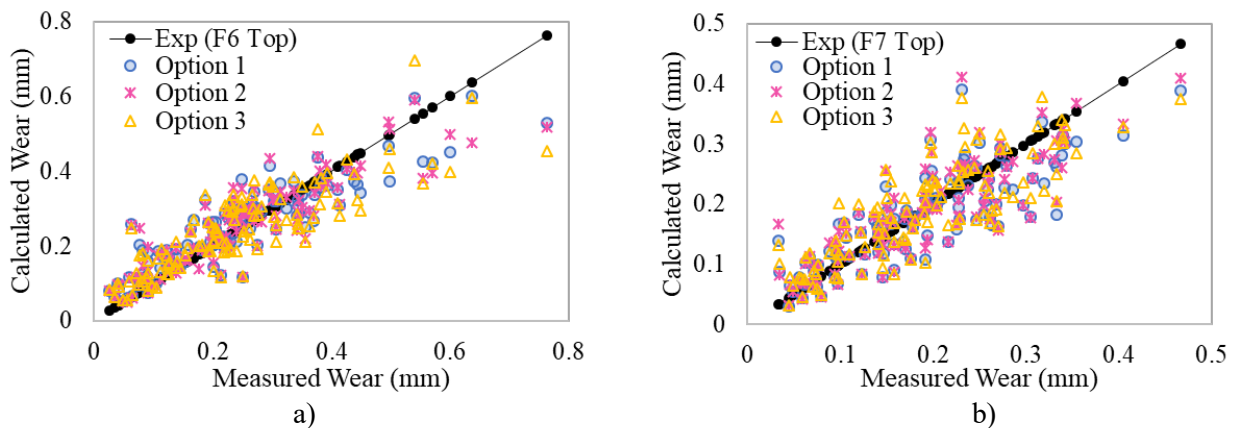 0.8
Exp (F6 Top)
Option 1
Option 2
Option 3
0.6
0.4
0.2
0
0
0.2
0.4
0.6
0.8
Calculated Wear (mm)
Measured Wear (mm)
a)
0.5
Exp (F7 Top)
Option 1
Option 2
Option 3
0.4
0.3
0.2
0.1
0
0
0.1
0.2
0.3
0.4
0.5
Calculated Wear (mm)
Measured Wear (mm)
b)